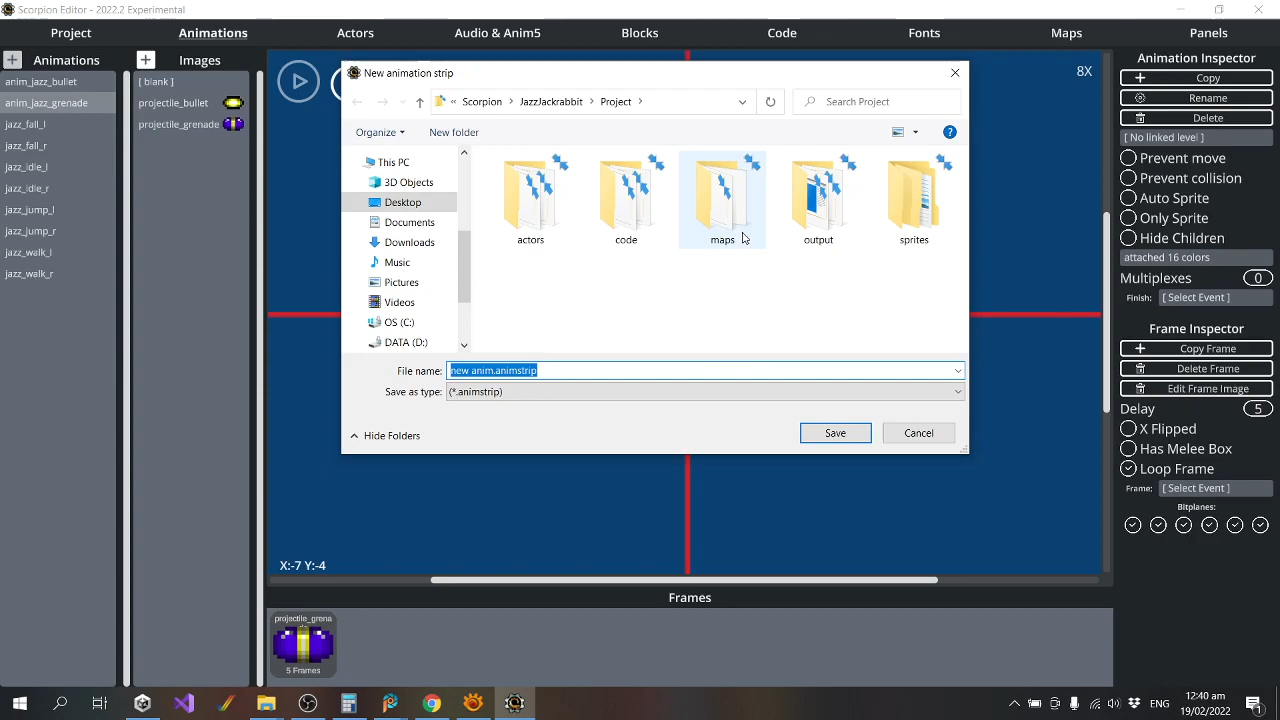 Scorpion Editor - 2022.2 Experimental
Project
Animations
Actors
Audio & Anim5
Blocks
Code
Fonts
Maps
Panels
Animations
anim_jazz_bullet
anim_jazz_grenade
jazz_fall_l
jazz_fall_r
jazz_idle_l
jazz_idle_r
jazz_jump_l
jazz_jump_r
jazz_walk_l
jazz_walk_r
Images
[ blank ]
projectile_bullet
projectile_grenade
8X
New animation strip
« Scorpion > JazzJackrabbit > Project >
Search Project
Organize
New folder
This PC
3D Objects
Desktop
Documents
Downloads
Music
Pictures
Videos
OS (C:)
DATA (D:)
actors
code
maps
output
sprites
File name:
new anim.animstrip
Save as type:
(*.animstrip)
Hide Folders
Save
Cancel
X:-7 Y:-4
Animation Inspector
Copy
Rename
Delete
[ No linked level ]
Prevent move
Prevent collision
Auto Sprite
Only Sprite
Hide Children
attached 16 colors
Multiplexes
0
Finish:
[ Select Event ]
Frame Inspector
Copy Frame
Delete Frame
Edit Frame Image
Delay
5
X Flipped
Has Melee Box
Loop Frame
Frame:
[ Select Event ]
Bitplanes:
Frames
projectile_grena
de
5 Frames
ENG
12:40 am
19/02/2022
1